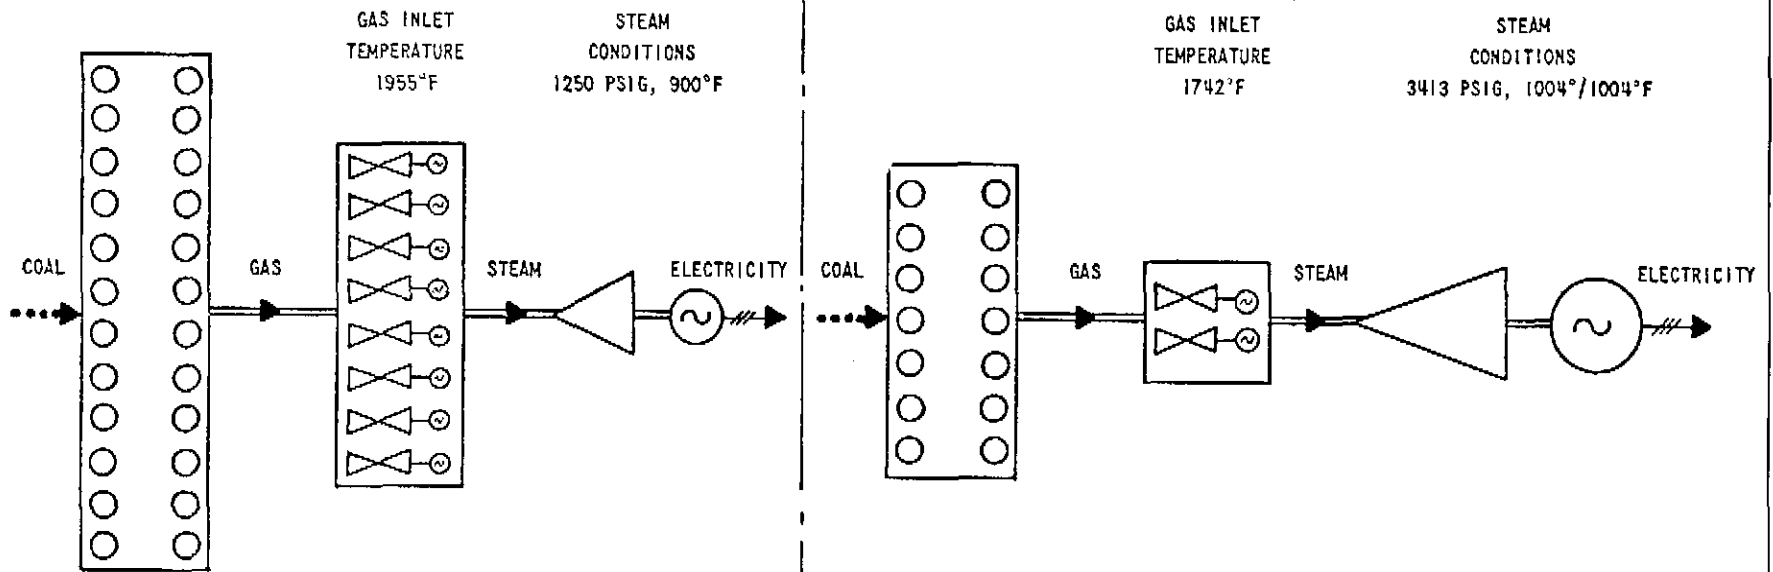 GAS INLET
TEMPERATURE
1955°F
STEAM
CONDITIONS
1250 PSIG, 900°F
COAL
GAS
STEAM
ELECTRICITY
GAS INLET
TEMPERATURE
1742°F
STEAM
CONDITIONS
3413 PSIG, 1004°/1004°F
COAL
GAS
STEAM
ELECTRICITY